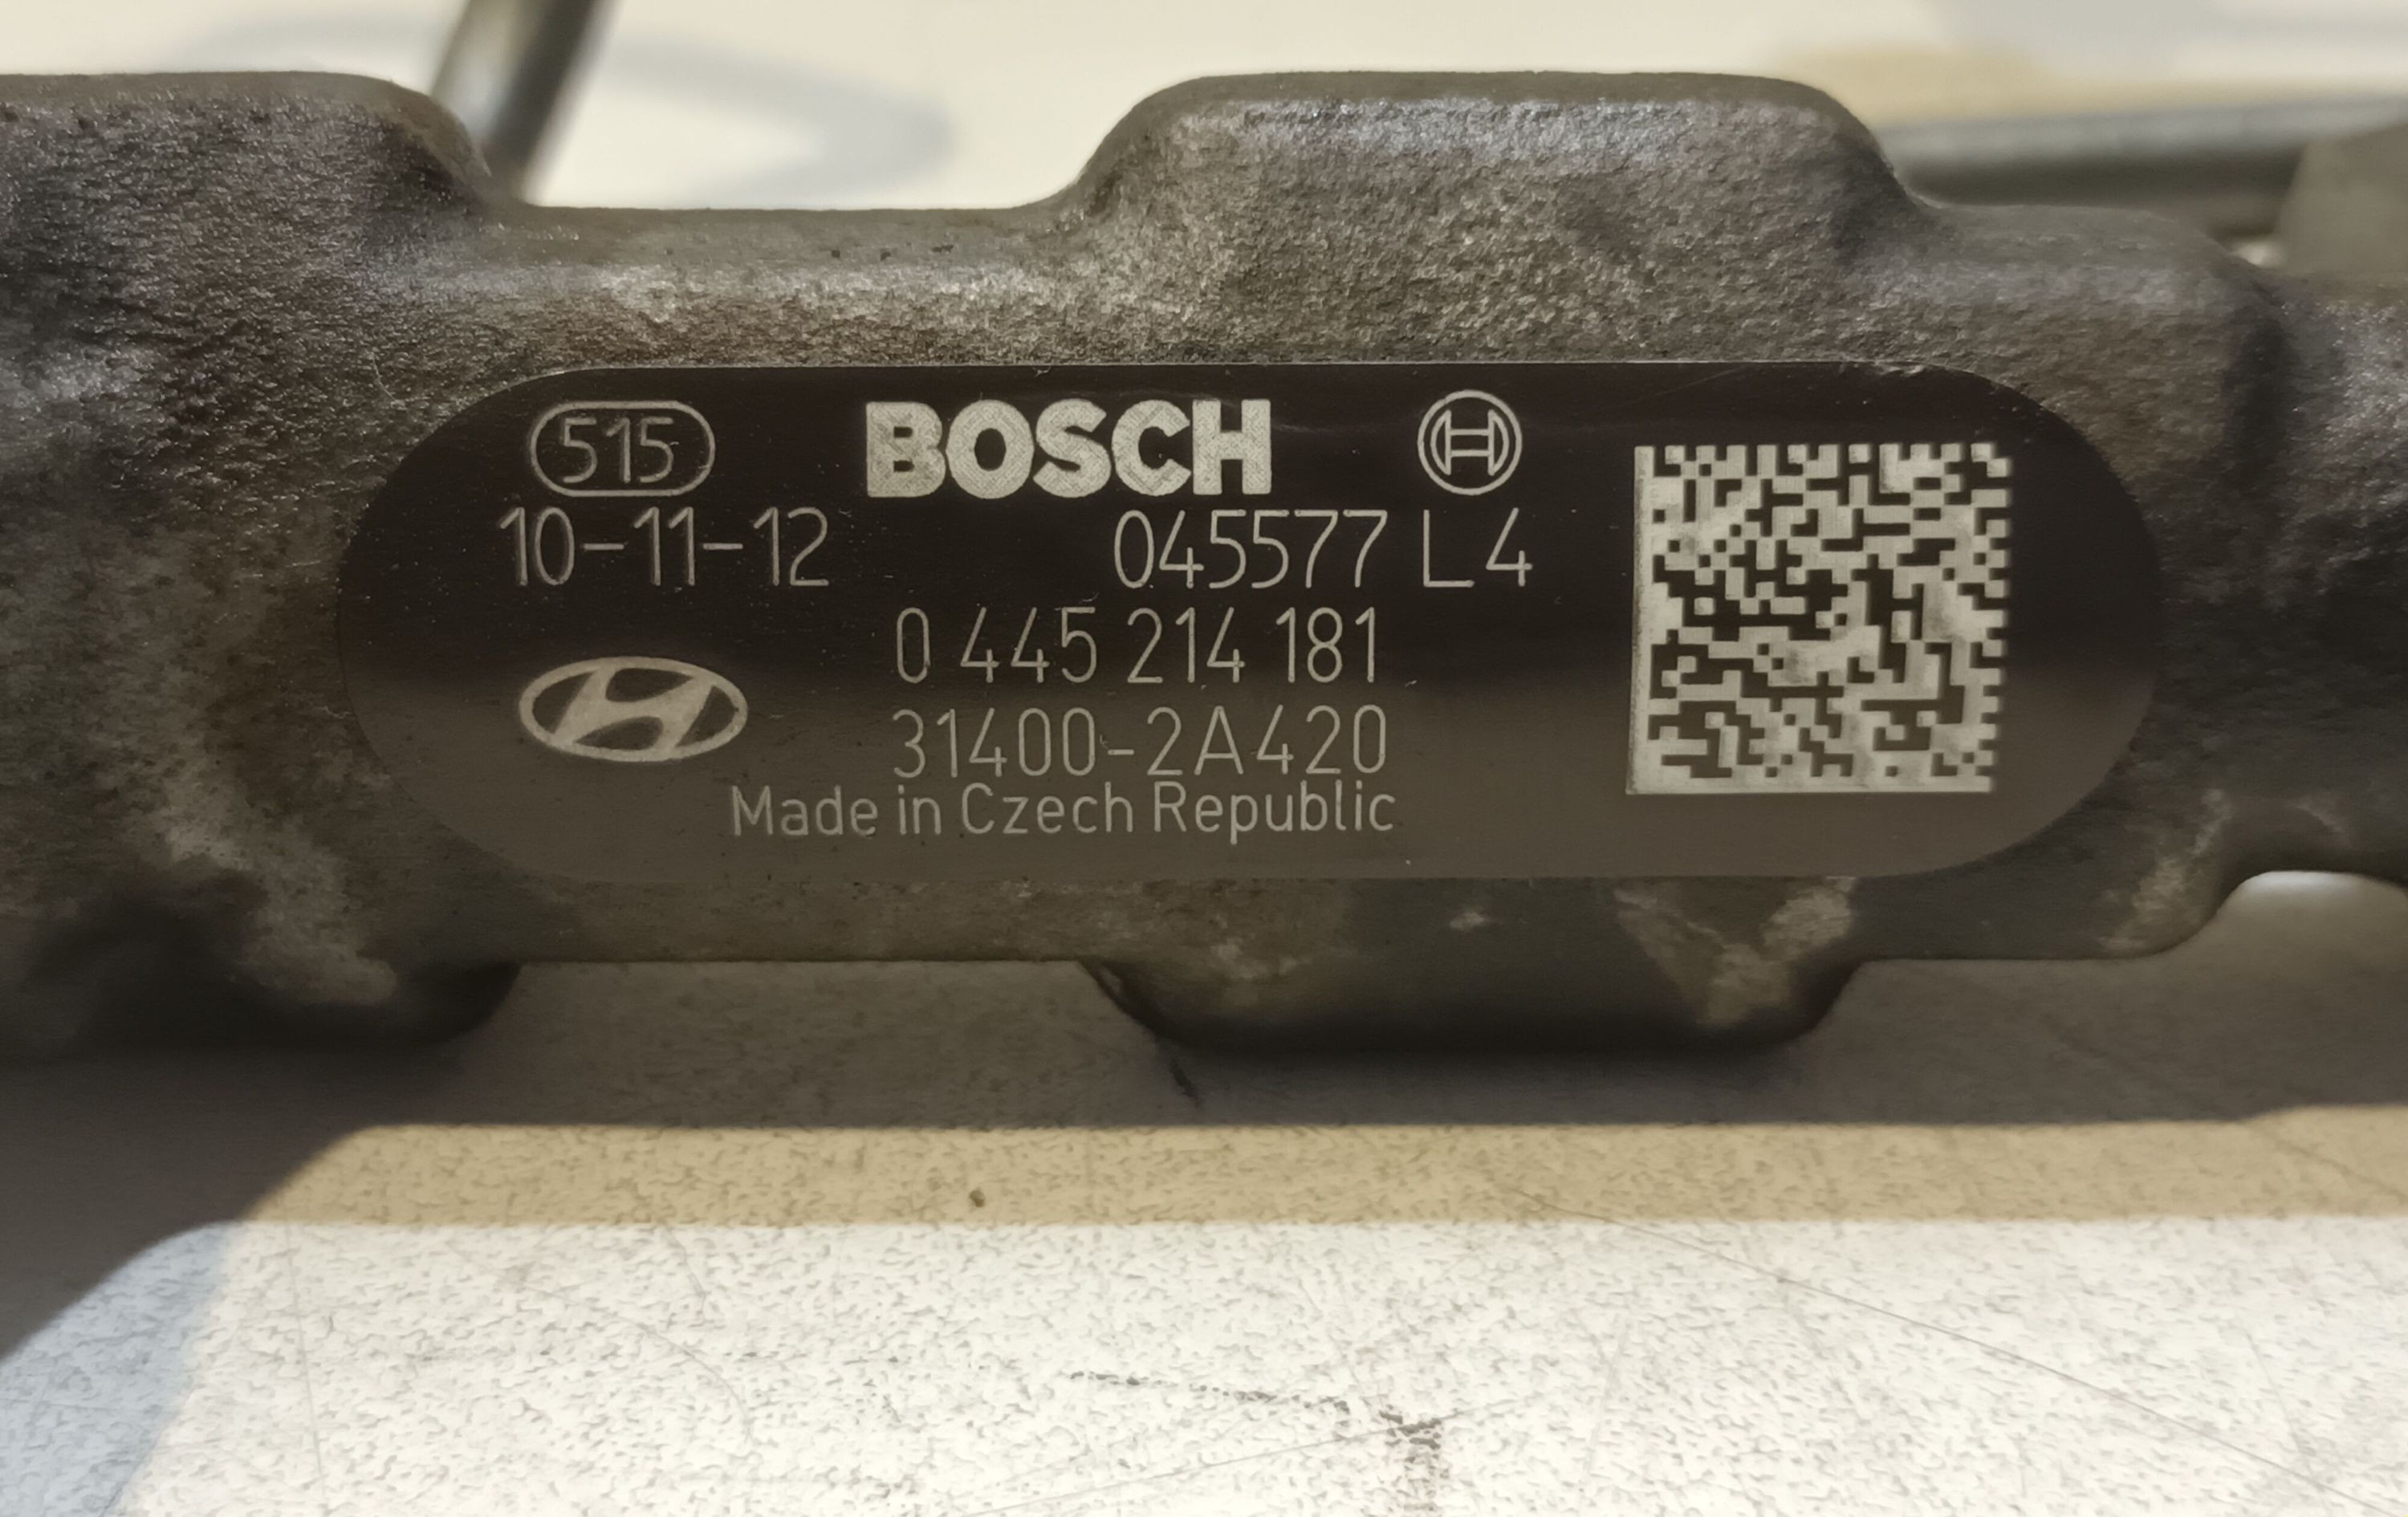 515 BOSCH
10-11-12 045577 L4
0 445 214 181
31400-2A420
Made in Czech Republic